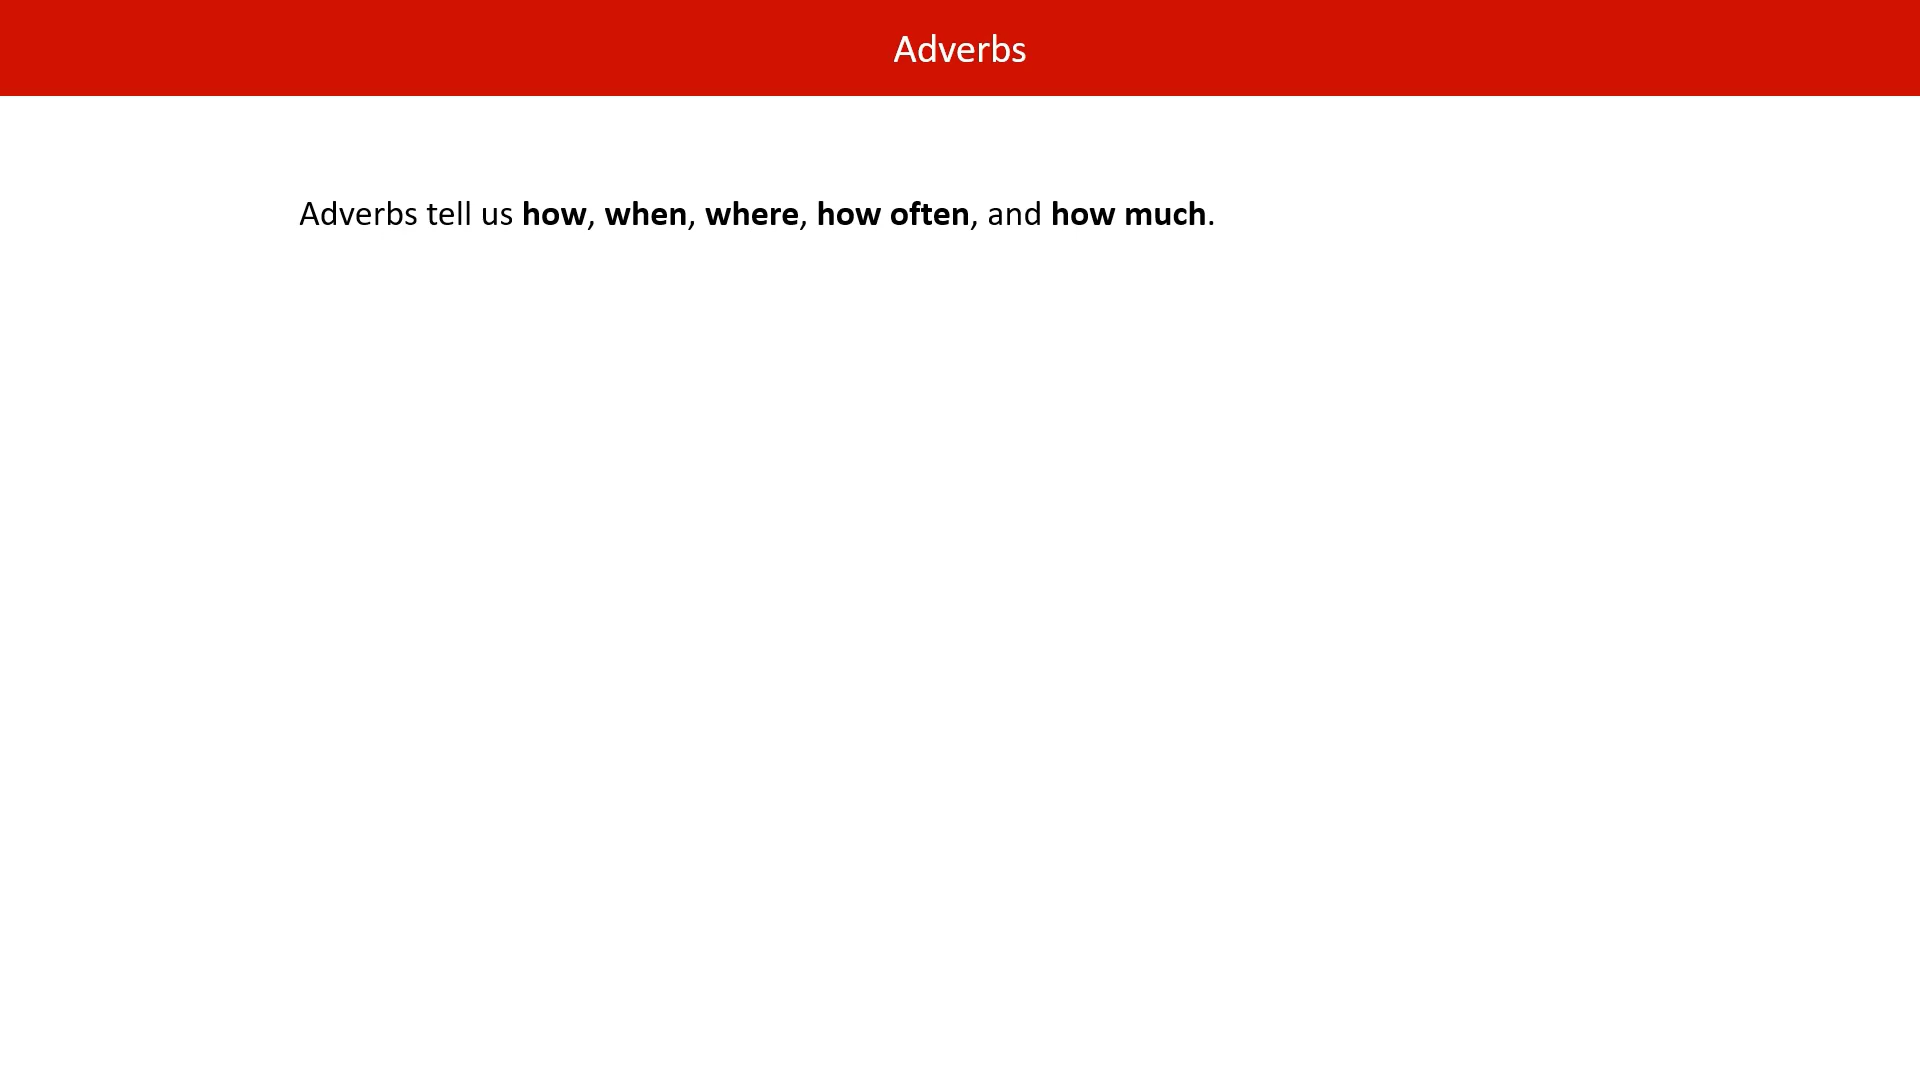 Adverbs
Adverbs tell us how, when, where, how often, and how much.